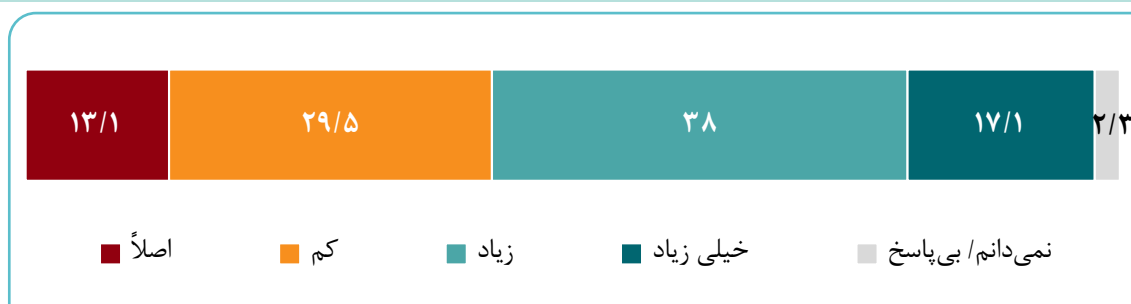 ۱۳/۱ ۲۹/۵ ۳۸ ۱۷/۱ ۲/۳
اصلاً کم زیاد خیلی زیاد نمی‌دانم/ بی‌پاسخ